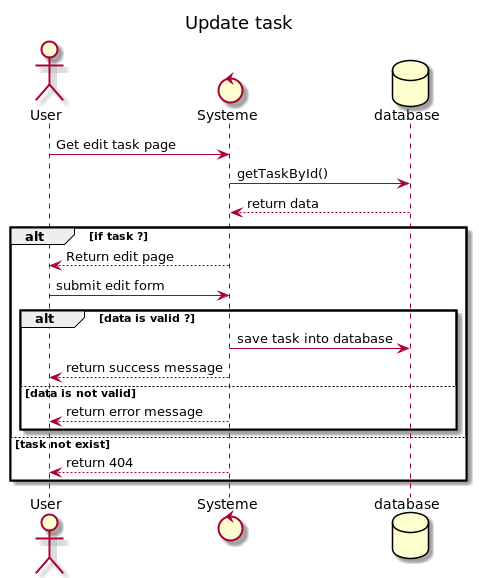 Update task
User
Systeme
database
Get edit task page
getTaskById()
return data
alt [if task ?]
Return edit page
submit edit form
alt [data is valid ?]
save task into database
return success message
[data is not valid]
return error message
[task not exist]
return 404
User
Systeme
database